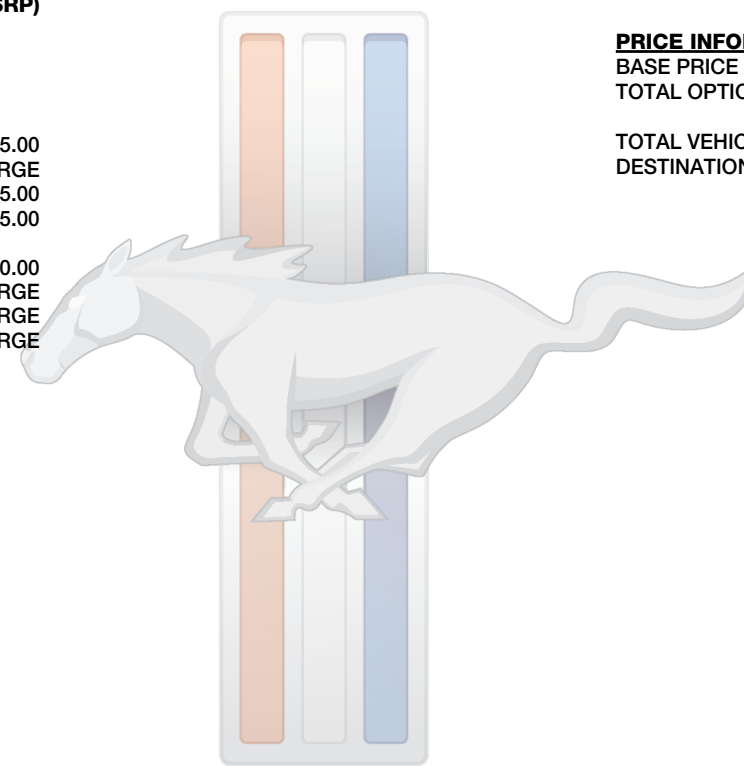 SRP)
5.00
RGE
5.00
5.00
0.00
RGE
RGE
RGE
PRICE INFO
BASE PRICE
TOTAL OPTIO
TOTAL VEHIC
DESTINATION